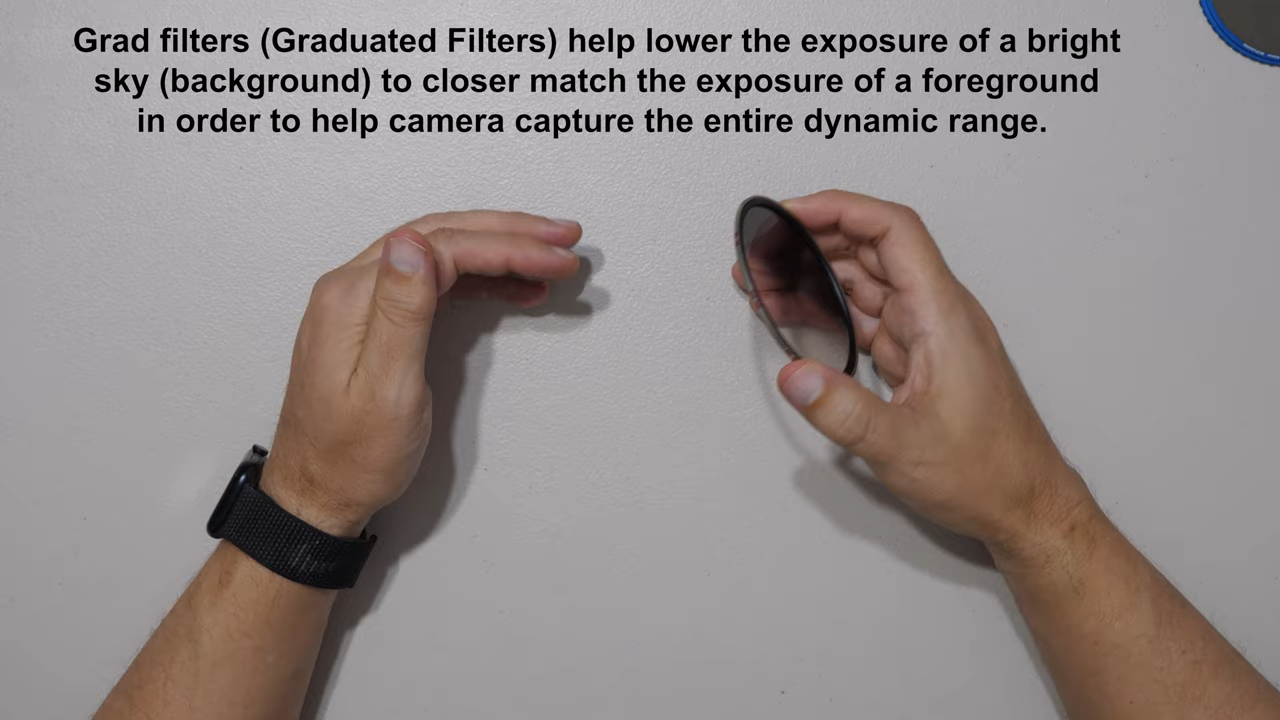 Grad filters (Graduated Filters) help lower the exposure of a bright
sky (background) to closer match the exposure of a foreground
in order to help camera capture the entire dynamic range.